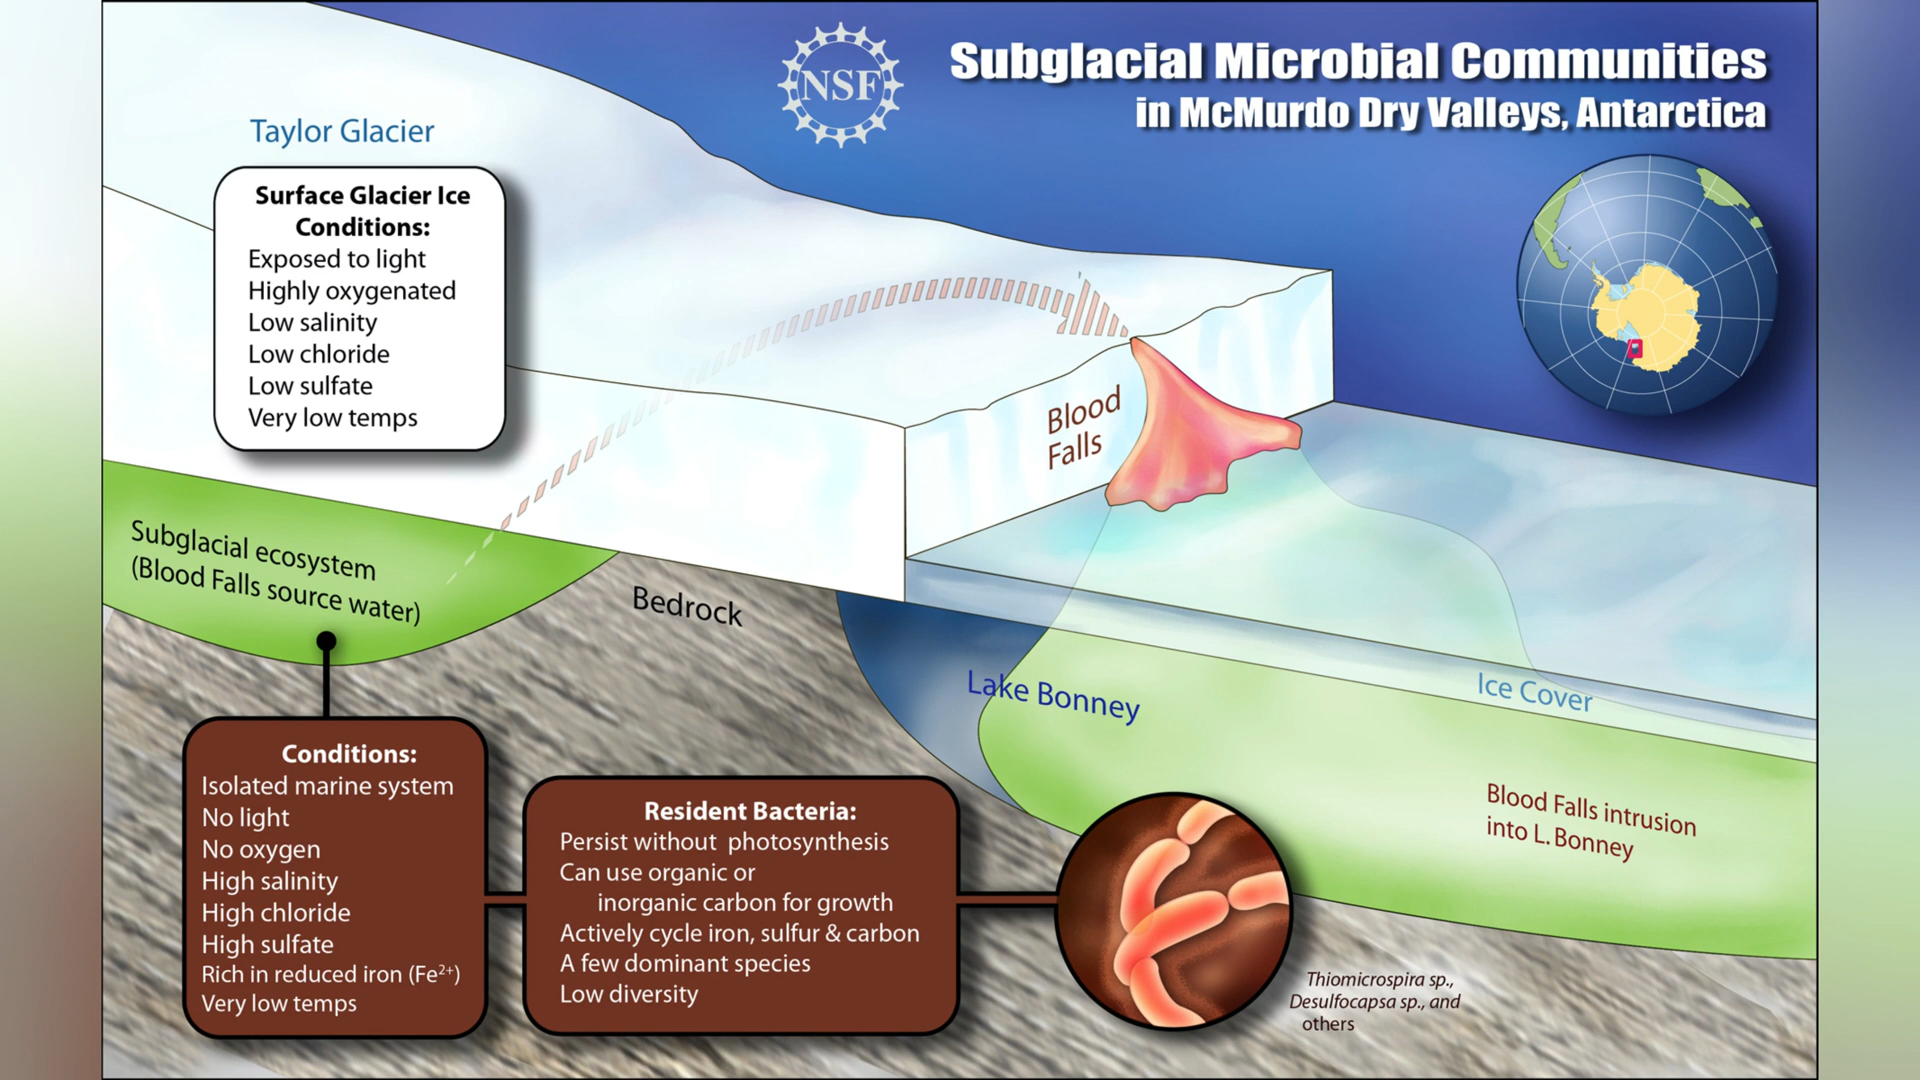 NSF
Subglacial Microbial Communities
in McMurdo Dry Valleys, Antarctica
Taylor Glacier
Surface Glacier Ice
Conditions:
Exposed to light
Highly oxygenated
Low salinity
Low chloride
Low sulfate
Very low temps
Blood
Falls
Subglacial ecosystem
(Blood Falls source water)
Bedrock
Lake Bonney
Ice Cover
Blood Falls intrusion
into L. Bonney
Conditions:
Isolated marine system
No light
No oxygen
High salinity
High chloride
High sulfate
Rich in reduced iron (Fe²⁺)
Very low temps
Resident Bacteria:
Persist without photosynthesis
Can use organic or
inorganic carbon for growth
Actively cycle iron, sulfur & carbon
A few dominant species
Low diversity
Thiomicrospira sp.,
Desulfocapsa sp., and
others